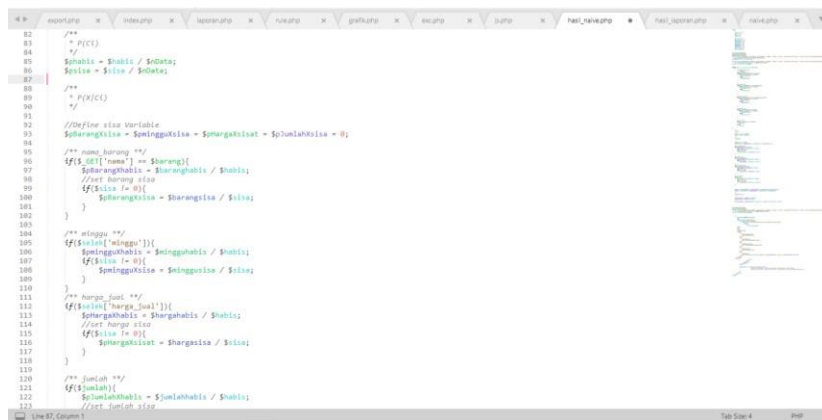 export.php index.php laporan.php rule.php grafik.php exc.php js.php hasil_naive.php hasil_laporan.php naive.php
82 /**
83 * P(Ci)
84 */
85 $phabis = $habis / $nData;
86 $psisa = $sisa / $nData;
87
88 /**
89 * P(X)Ci)
90 */
91
92 //Define sisa Variable
93 $pBarangXsisa = $pmingguXsisa = $pHargaXsisat = $pJumlahXsisa = 0;
94
95 /** nama_barang **/
96 if($_GET['nama'] == $barang){
97 $pBarangXhabis = $baranghabis / $habis;
98 //set barang sisa
99 if($sisa != 0){
100 $pBarangXsisa = $barangsisa / $sisa;
101 }
102 }
103
104 /** minggu **/
105 if($selek['minggu']){
106 $pmingguXhabis = $mingguhabis / $habis;
107 if($sisa != 0){
108 $pmingguXsisa = $minggusisa / $sisa;
109 }
110 }
111 /** harga_jual **/
112 if($selek['harga_jual']){
113 $pHargaXhabis = $hargahabis / $habis;
114 //set harga sisa
115 if($sisa != 0){
116 $pHargaXsisat = $hargasisa / $sisa;
117 }
118 }
119
120 /** jumlah **/
121 if($jumlah){
122 $pJumlahXhabis = $jumlahhabis / $habis;
123 //set jumlah sisa
Line 87, Column 1 Tab Size: 4 PHP